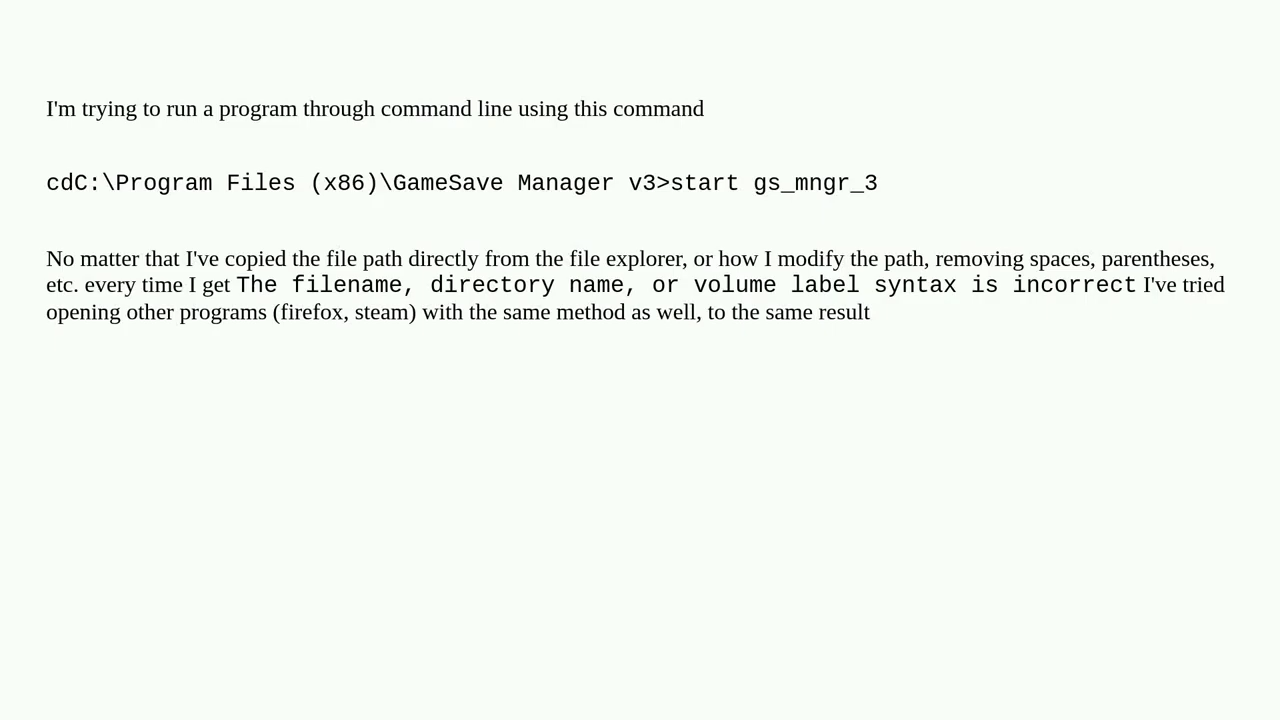 I'm trying to run a program through command line using this command
cdC:\Program Files (x86)\GameSave Manager v3>start gs_mngr_3
No matter that I've copied the file path directly from the file explorer, or how I modify the path, removing spaces, parentheses,
etc. every time I get The filename, directory name, or volume label syntax is incorrect I've tried
opening other programs (firefox, steam) with the same method as well, to the same result